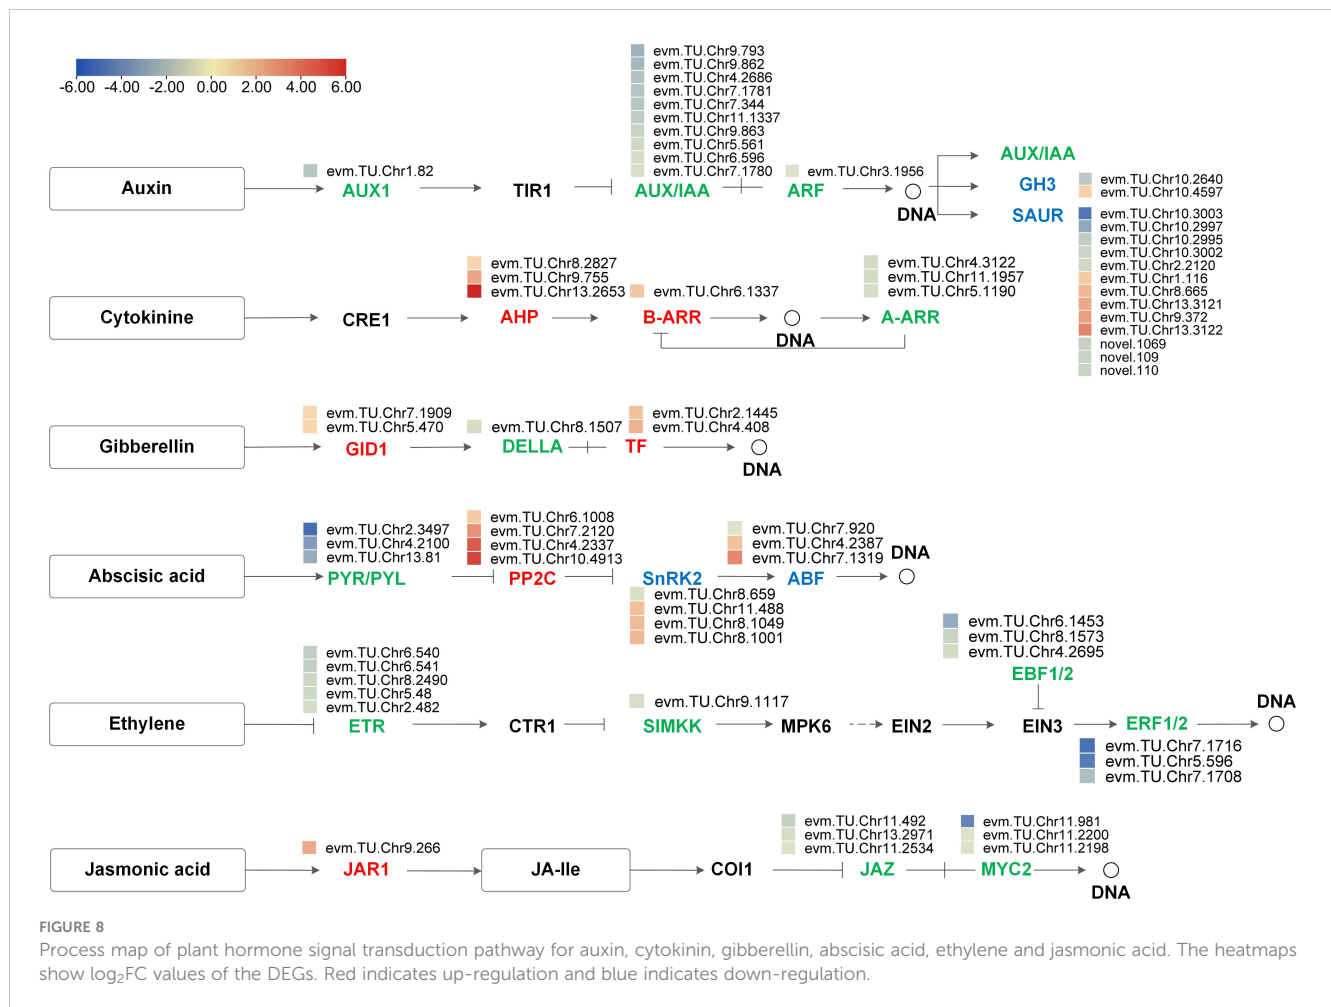 -6.00 -4.00 -2.00 0.00 2.00 4.00 6.00
evm.TU.Chr9.793
evm.TU.Chr9.862
evm.TU.Chr4.2686
evm.TU.Chr7.1781
evm.TU.Chr7.344
evm.TU.Chr11.1337
evm.TU.Chr9.863
evm.TU.Chr5.561
evm.TU.Chr6.596
evm.TU.Chr7.1780
evm.TU.Chr1.82
evm.TU.Chr3.1956
Auxin
AUX1
TIR1
AUX/IAA
ARF
DNA
AUX/IAA
GH3
evm.TU.Chr10.2640
evm.TU.Chr10.4597
SAUR
evm.TU.Chr10.3003
evm.TU.Chr10.2997
evm.TU.Chr10.2995
evm.TU.Chr10.3002
evm.TU.Chr2.2120
evm.TU.Chr1.116
evm.TU.Chr8.665
evm.TU.Chr13.3121
evm.TU.Chr9.372
evm.TU.Chr13.3122
novel.1069
novel.109
novel.110
evm.TU.Chr8.2827
evm.TU.Chr9.755
evm.TU.Chr13.2653
evm.TU.Chr6.1337
evm.TU.Chr4.3122
evm.TU.Chr11.1957
evm.TU.Chr5.1190
Cytokinine
CRE1
AHP
B-ARR
DNA
A-ARR
evm.TU.Chr7.1909
evm.TU.Chr5.470
evm.TU.Chr8.1507
evm.TU.Chr2.1445
evm.TU.Chr4.408
Gibberellin
GID1
DELLA
TF
DNA
evm.TU.Chr2.3497
evm.TU.Chr4.2100
evm.TU.Chr13.81
evm.TU.Chr6.1008
evm.TU.Chr7.2120
evm.TU.Chr4.2337
evm.TU.Chr10.4913
evm.TU.Chr7.920
evm.TU.Chr4.2387
evm.TU.Chr7.1319
DNA
Abscisic acid
PYR/PYL
PP2C
SnRK2
ABF
evm.TU.Chr8.659
evm.TU.Chr11.488
evm.TU.Chr8.1049
evm.TU.Chr8.1001
evm.TU.Chr6.540
evm.TU.Chr6.541
evm.TU.Chr8.2490
evm.TU.Chr5.48
evm.TU.Chr2.482
evm.TU.Chr9.1117
evm.TU.Chr6.1453
evm.TU.Chr8.1573
evm.TU.Chr4.2695
EBF1/2
Ethylene
ETR
CTR1
SIMKK
MPK6
EIN2
EIN3
ERF1/2
DNA
evm.TU.Chr7.1716
evm.TU.Chr5.596
evm.TU.Chr7.1708
evm.TU.Chr9.266
evm.TU.Chr11.492
evm.TU.Chr13.2971
evm.TU.Chr11.2534
evm.TU.Chr11.981
evm.TU.Chr11.2200
evm.TU.Chr11.2198
Jasmonic acid
JAR1
JA-Ile
COI1
JAZ
MYC2
DNA
FIGURE 8
Process map of plant hormone signal transduction pathway for auxin, cytokinin, gibberellin, abscisic acid, ethylene and jasmonic acid. The heatmaps
show log₂FC values of the DEGs. Red indicates up-regulation and blue indicates down-regulation.